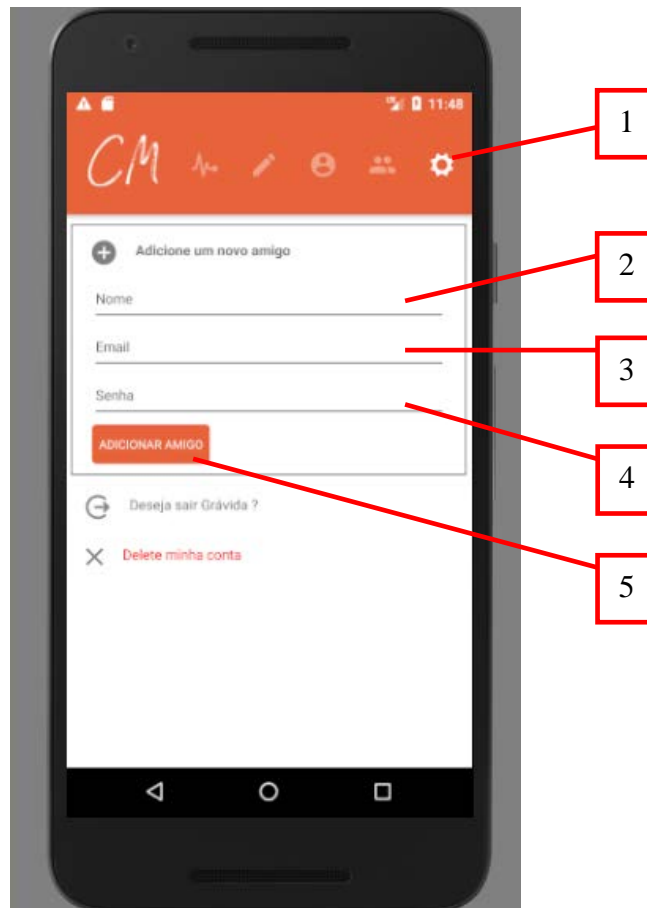 11:48
CM
Adicione um novo amigo
Nome
Email
Senha
ADICIONAR AMIGO
Deseja sair Grávida ?
Delete minha conta
1
2
3
4
5